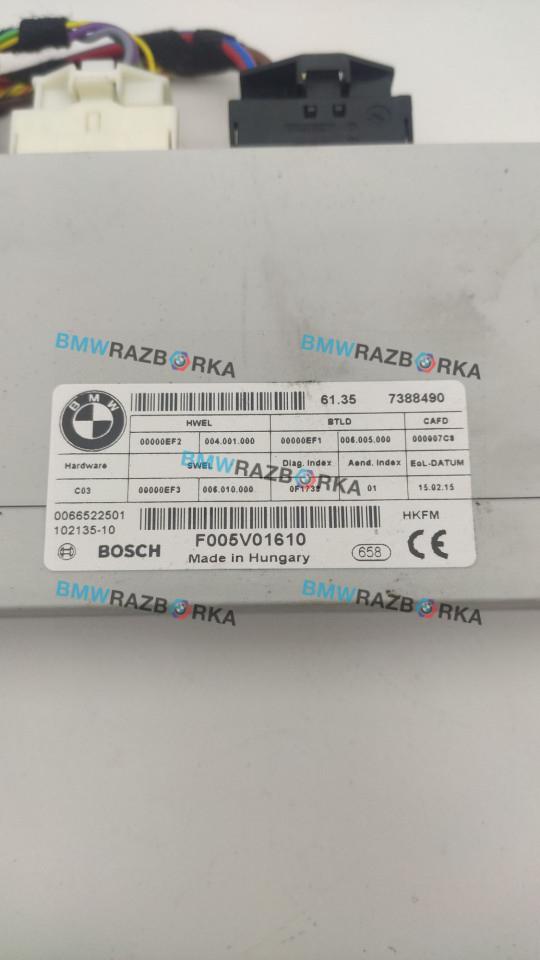 BMWRAZBORKA BMWRAZBORKA
BMW 61.35 7388490
HWEL BTLD CAFD
00000EF2 004.001.000 00000EF1 006.005.000 000007C8
BMWRAZBORKA
Hardware SWEL Diag. Index Aend. Index EoL-DATUM
C03 00000EF3 006.010.000 01 15.02.15
0066522501 HKFM
102135-10
BOSCH F005V01610 658 CE
Made in Hungary
BMWRAZBORKA BMWRAZBORKA